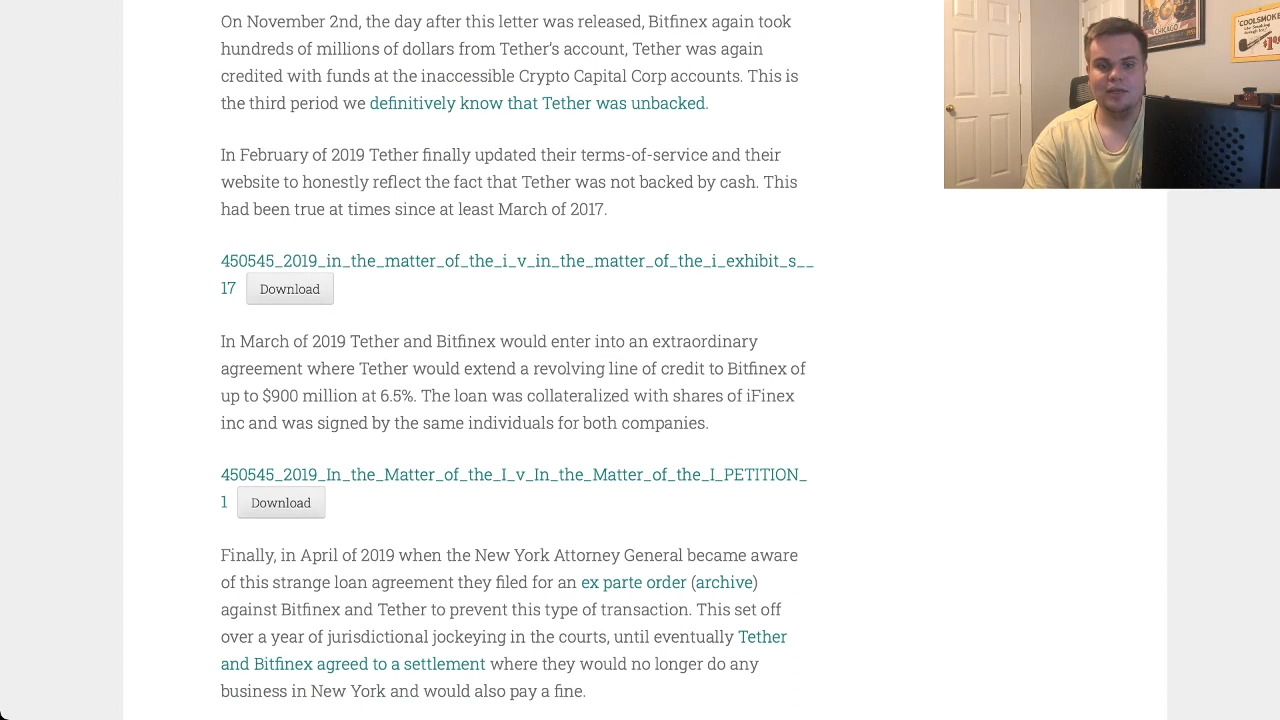 On November 2nd, the day after this letter was released, Bitfinex again took
hundreds of millions of dollars from Tether's account, Tether was again
credited with funds at the inaccessible Crypto Capital Corp accounts. This is
the third period we definitively know that Tether was unbacked.
In February of 2019 Tether finally updated their terms-of-service and their
website to honestly reflect the fact that Tether was not backed by cash. This
had been true at times since at least March of 2017.
450545_2019_in_the_matter_of_the_i_v_in_the_matter_of_the_i_exhibit_s__
17 Download
In March of 2019 Tether and Bitfinex would enter into an extraordinary
agreement where Tether would extend a revolving line of credit to Bitfinex of
up to $900 million at 6.5%. The loan was collateralized with shares of iFinex
inc and was signed by the same individuals for both companies.
450545_2019_In_the_Matter_of_the_I_v_In_the_Matter_of_the_I_PETITION_
1 Download
Finally, in April of 2019 when the New York Attorney General became aware
of this strange loan agreement they filed for an ex parte order (archive)
against Bitfinex and Tether to prevent this type of transaction. This set off
over a year of jurisdictional jockeying in the courts, until eventually Tether
and Bitfinex agreed to a settlement where they would no longer do any
business in New York and would also pay a fine.
CHICAGO
"COOLSMOKE"